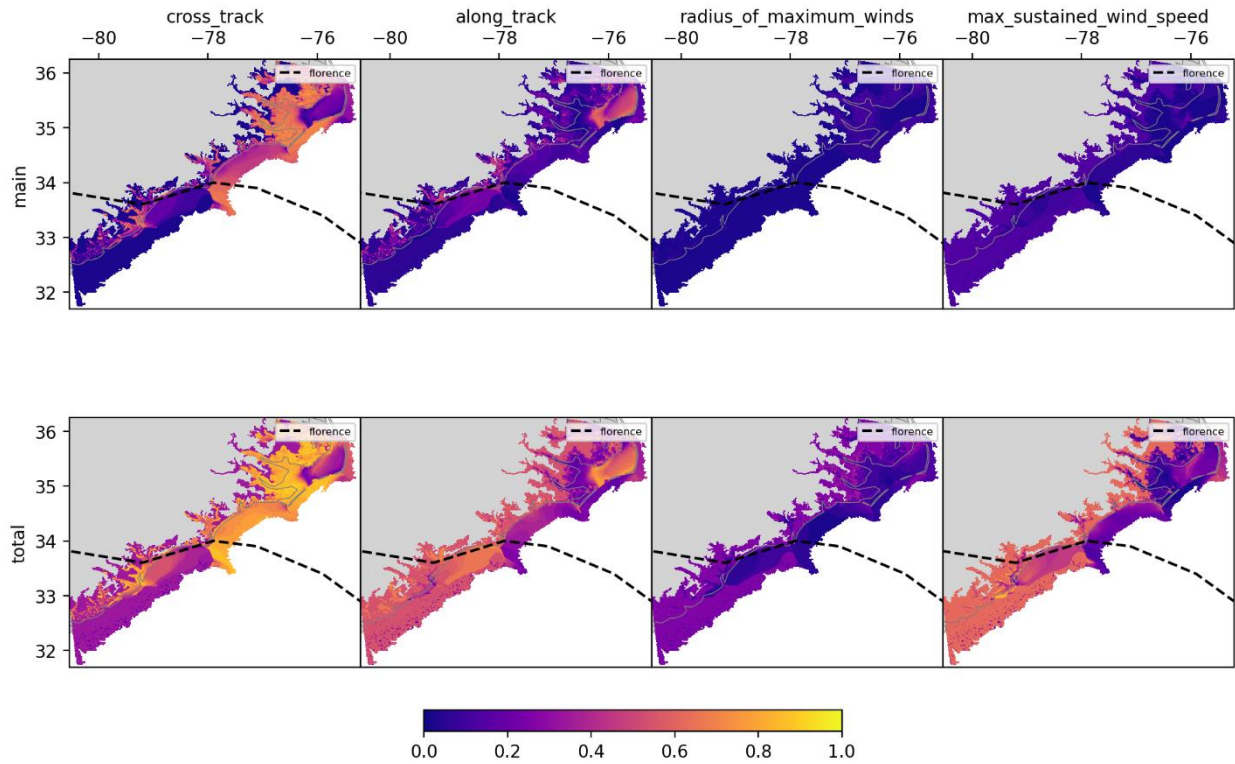 cross_track along_track radius_of_maximum_winds max_sustained_wind_speed
−80 −78 −76 −80 −78 −76 −80 −78 −76 −80 −78 −76
36
35
34
33
32
main
florence florence florence florence
36
35
34
33
32
total
florence florence florence florence
0.0 0.2 0.4 0.6 0.8 1.0